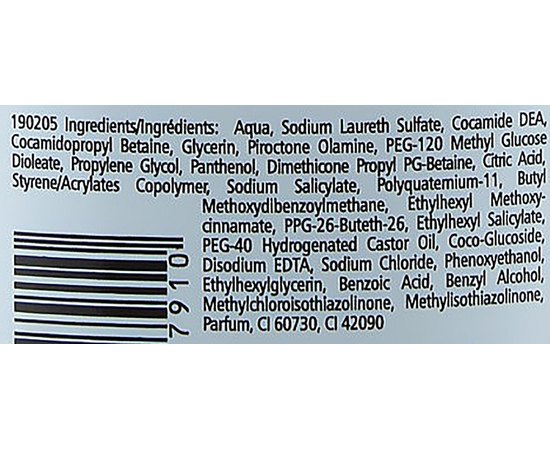 190205 Ingredients/Ingrédients: Aqua, Sodium Laureth Sulfate, Cocamide DEA,
Cocamidopropyl Betaine, Glycerin, Piroctone Olamine, PEG-120 Methyl Glucose
Dioleate, Propylene Glycol, Panthenol, Dimethicone Propyl PG-Betaine, Citric Acid,
Styrene/Acrylates Copolymer, Sodium Salicylate, Polyquaternium-11, Butyl
Methoxydibenzoylmethane, Ethylhexyl Methoxy-
cinnamate, PPG-26-Buteth-26, Ethylhexyl Salicylate,
PEG-40 Hydrogenated Castor Oil, Coco-Glucoside,
Disodium EDTA, Sodium Chloride, Phenoxyethanol,
Ethylhexylglycerin, Benzoic Acid, Benzyl Alcohol,
Methylchloroisothiazolinone, Methylisothiazolinone,
Parfum, CI 60730, CI 42090
7910